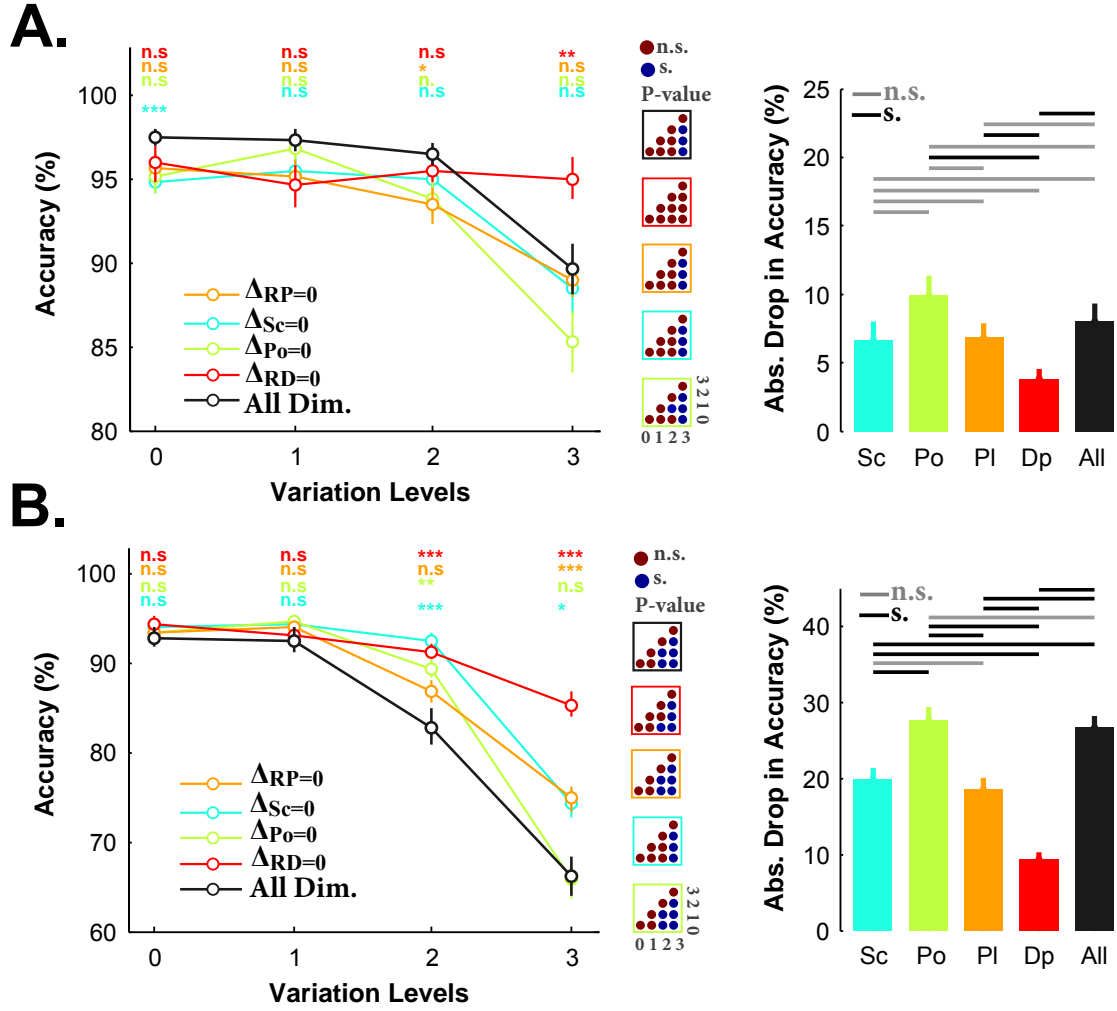 A.
n.s n.s n.s **
n.s n.s * n.s
n.s n.s n. n.s
*** n.s n.s n.s
100
95
90
85
80
Accuracy (%)
0 1 2 3
Variation Levels
ΔRP=0
ΔSc=0
ΔPo=0
ΔRD=0
All Dim.
n.s.
s.
P-value
3 2 1 0
0 1 2 3
25
20
15
10
5
0
Abs. Drop in Accuracy (%)
n.s.
s.
Sc Po Pl Dp All
B.
n.s n.s *** ***
n.s n.s n.s ***
n.s n.s ** n.s
n.s n.s *** *
100
90
80
70
60
Accuracy (%)
0 1 2 3
Variation Levels
ΔRP=0
ΔSc=0
ΔPo=0
ΔRD=0
All Dim.
n.s.
s.
P-value
3 2 1 0
0 1 2 3
40
30
20
10
0
Abs. Drop in Accuracy (%)
n.s.
s.
Sc Po Pl Dp All